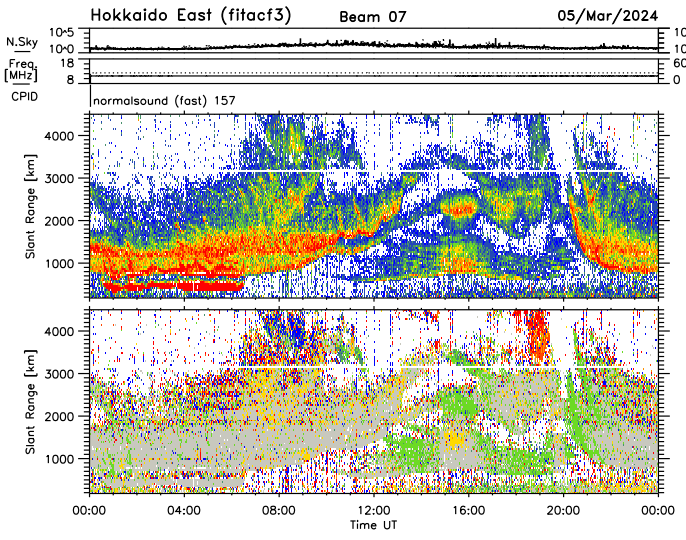 Hokkaido East (fitacf3) Beam 07 05/Mar/2024
N.Sky 10^5 10^0 10 10
Freq. [MHz] 18 8 60 0
CPID normalsound (fast) 157
Slant Range [km] 4000 3000 2000 1000
Slant Range [km] 4000 3000 2000 1000
00:00 04:00 08:00 12:00 16:00 20:00 00:00
Time UT